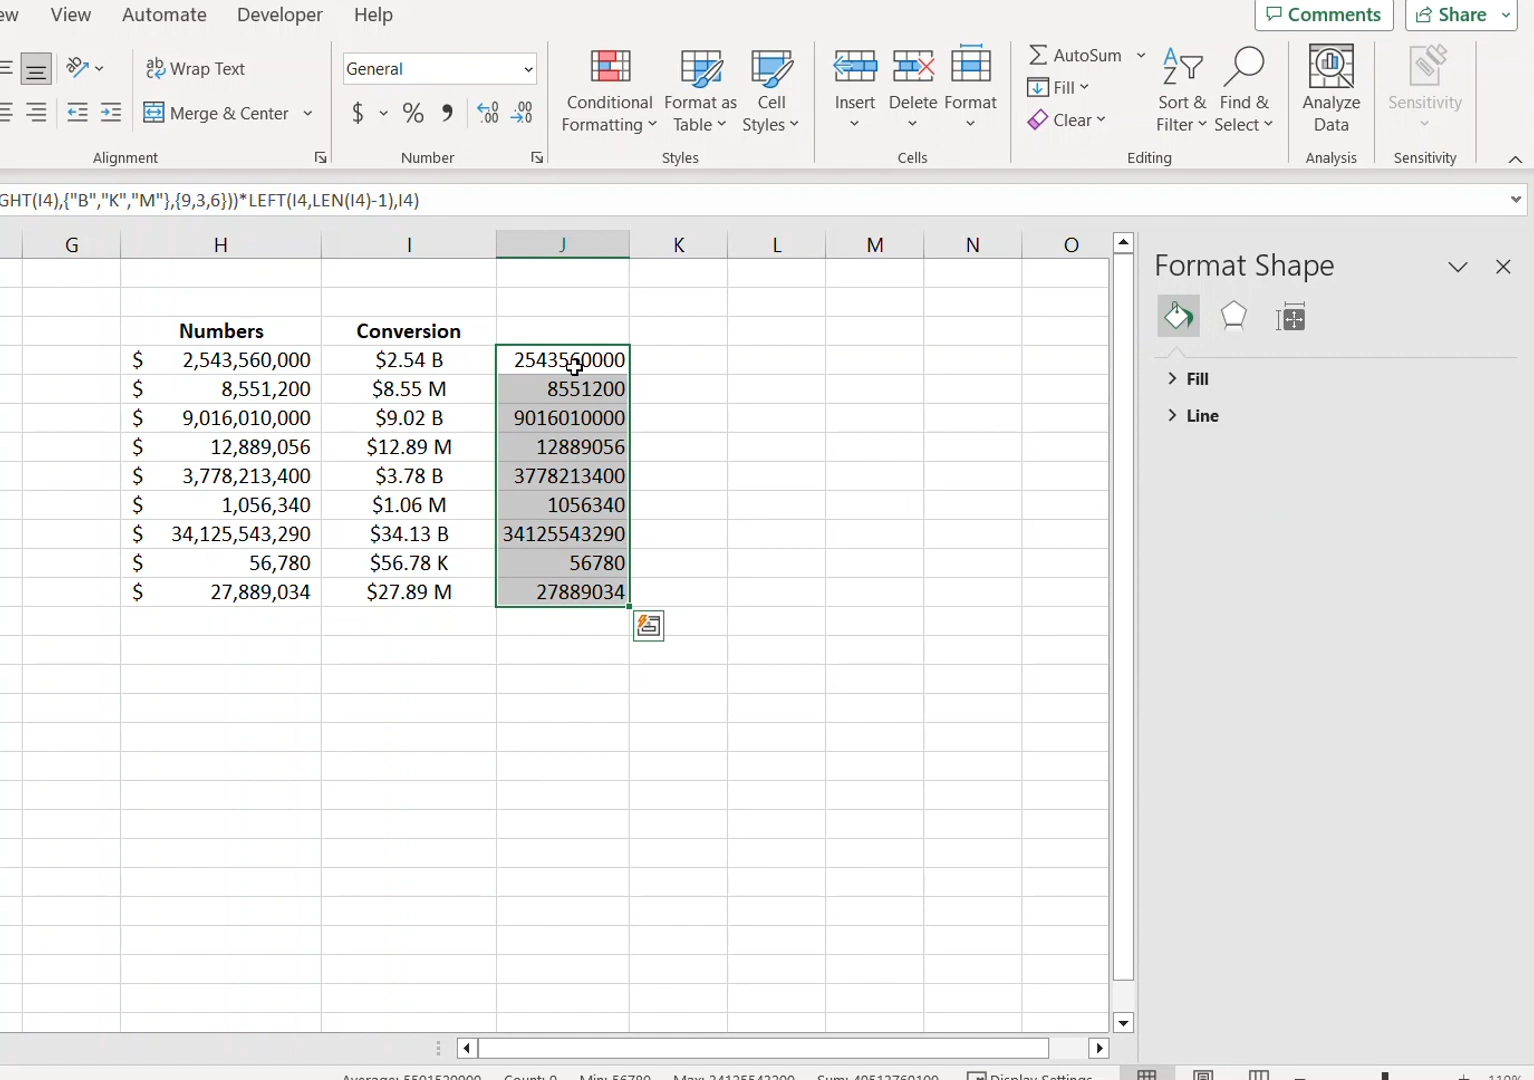 ew View Automate Developer Help Comments Share
ab Wrap Text General AutoSum
Merge & Center $ % Conditional Formatting Format as Table Cell Styles Insert Delete Format Fill Clear Sort & Filter Find & Select Analyze Data Sensitivity
Alignment Number Styles Cells Editing Analysis Sensitivity
GHT(I4),{"B","K","M"},{9,3,6}))*LEFT(I4,LEN(I4)-1),I4)
G H I J K L M N O
Numbers Conversion
$ 2,543,560,000 $2.54 B 2543560000
$ 8,551,200 $8.55 M 8551200
$ 9,016,010,000 $9.02 B 9016010000
$ 12,889,056 $12.89 M 12889056
$ 3,778,213,400 $3.78 B 3778213400
$ 1,056,340 $1.06 M 1056340
$ 34,125,543,290 $34.13 B 34125543290
$ 56,780 $56.78 K 56780
$ 27,889,034 $27.89 M 27889034
Format Shape
Fill
Line